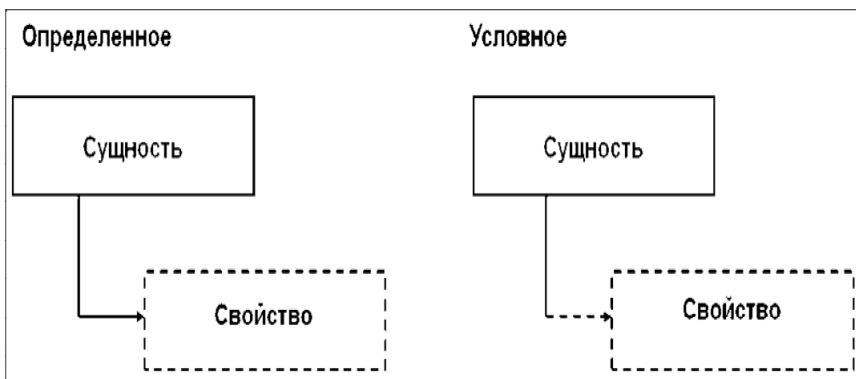 Определенное
Условное
Сущность
Сущность
Свойство
Свойство